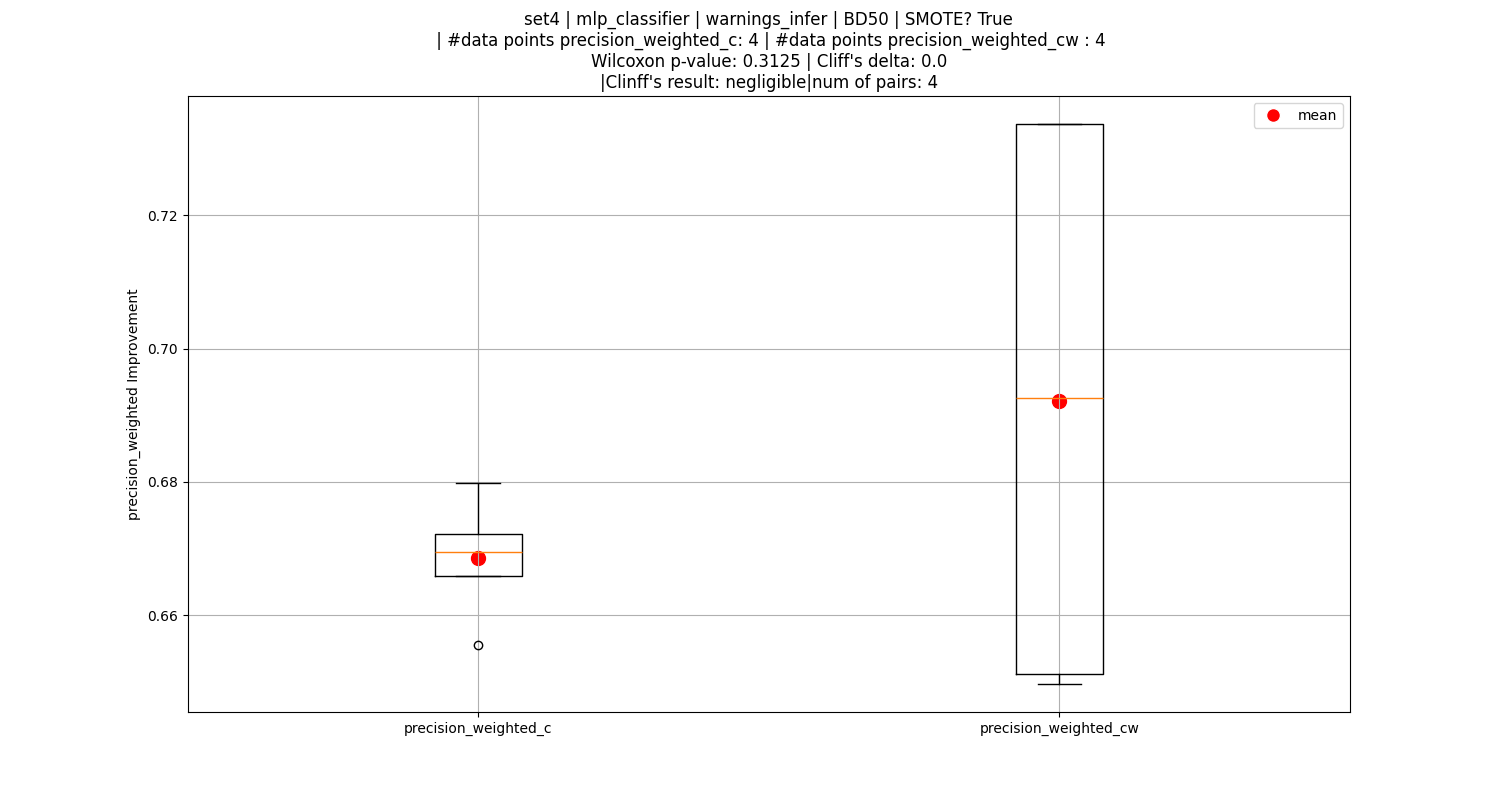 set4 | mlp_classifier | warnings_infer | BD50 | SMOTE? True
| #data points precision_weighted_c: 4 | #data points precision_weighted_cw : 4
Wilcoxon p-value: 0.3125 | Cliff's delta: 0.0
|Clinff's result: negligible|num of pairs: 4
mean
0.72
0.70
0.68
0.66
precision_weighted Improvement
precision_weighted_c
precision_weighted_cw